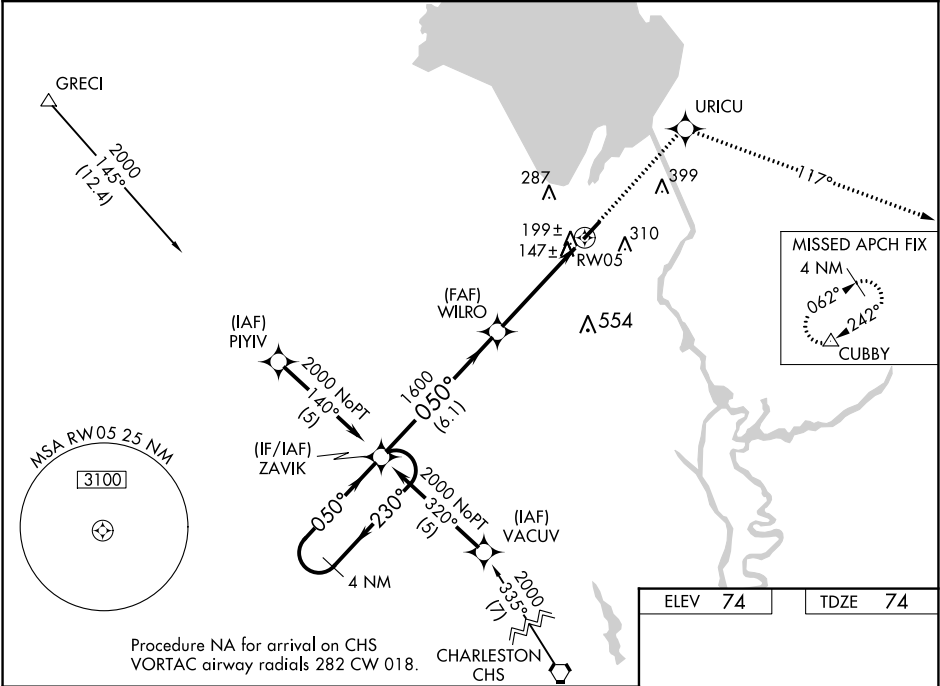 GRECI
2000
145°
(12.4)
URICU
117°
287
399
199±
147±
310
RW05
MISSED APCH FIX
4 NM
062°
242°
CUBBY
(FAF)
WILRO
554
(IAF)
PIYIV
2000 NoPT
140°
(5)
1600
050°
(6.1)
MSA RW05 25 NM
3100
(IF/IAF)
ZAVIK
050°
230°
4 NM
2000 NoPT
320°
(5)
(IAF)
VACUV
2000
335°
(7)
ELEV 74
TDZE 74
Procedure NA for arrival on CHS
VORTAC airway radials 282 CW 018.
CHARLESTON
CHS